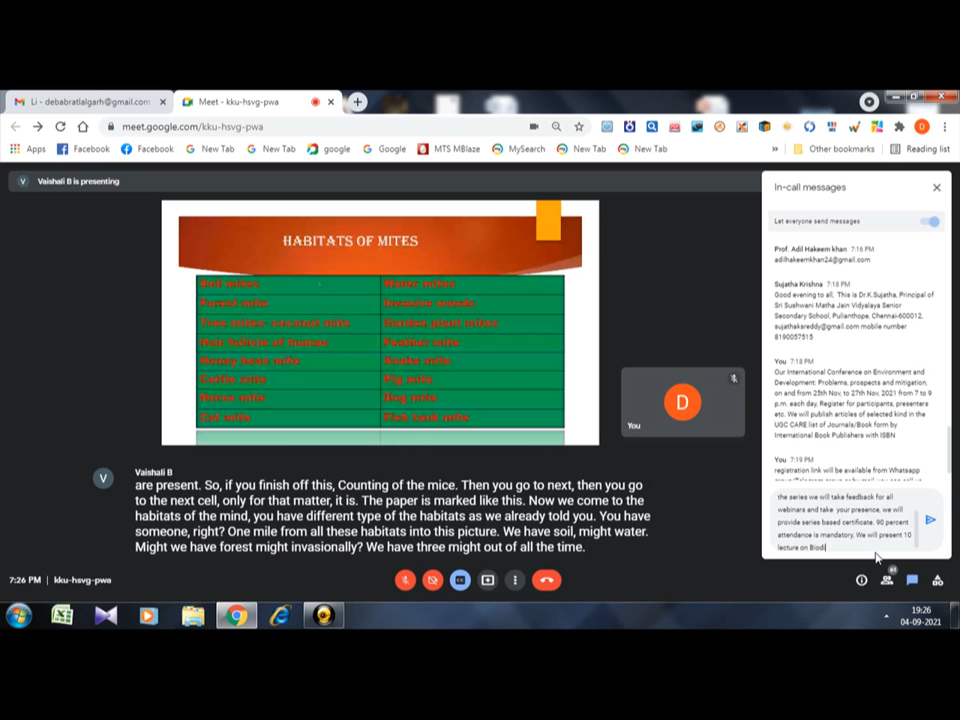 Li - debabratlalgarh@gmail.com
Meet - kku-hsvg-pwa
meet.google.com/kku-hsvg-pwa
Apps
Facebook
Facebook
New Tab
New Tab
google
Google
MTS MBlaze
MySearch
New Tab
New Tab
»
Other bookmarks
Reading list
V
Vaishali B is presenting
HABITATS OF MITES
Soil mites
Water mites
Forest mite
Invasive weeds
Tree mites- coconut mite
Garden plant mites
Hair follicle of human
Feather mite
Honey bees mite
Snake mite
Cattle mite
Pig mite
Horse mite
Dog mite
Cat mite
Fish tank mite
D
You
V
Vaishali B
are present. So, if you finish off this, Counting of the mice. Then you go to next, then you go
to the next cell, only for that matter, it is. The paper is marked like this. Now we come to the
habitats of the mind, you have different type of the habitats as we already told you. You have
someone, right? One mile from all these habitats into this picture. We have soil, might water.
Might we have forest might invasionally? We have three might out of all the time.
In-call messages
Let everyone send messages
Prof. Adil Hakeem khan 7:16 PM
adilhakeemkhan24@gmail.com
Sujatha Krishna 7:18 PM
Good evening to all, This is Dr.K.Sujatha, Principal of
Sri Sushwani Matha Jain Vidyalaya Senior
Secondary School, Pulianthope, Chennai-600012,
sujathaksreddy@gmail.com mobile number
8190057515
You 7:18 PM
Our International Conference on Environment and
Development: Problems, prospects and mitigation,
on and from 25th Nov, to 27th Nov, 2021 from 7 to 9
p.m. each day, Register for participants, presenters
etc. We will publish articles of selected kind in the
UGC CARE list of Journals/Book form by
International Book Publishers with ISBN
You 7:19 PM
registration link will be available from Whatsapp
the series we will take feedback for all
webinars and take your presence, we will
provide series based certificate. 90 percent
attendance is mandatory. We will present 10
lecture on Biodi
7:26 PM
kku-hsvg-pwa
61
19:26
04-09-2021